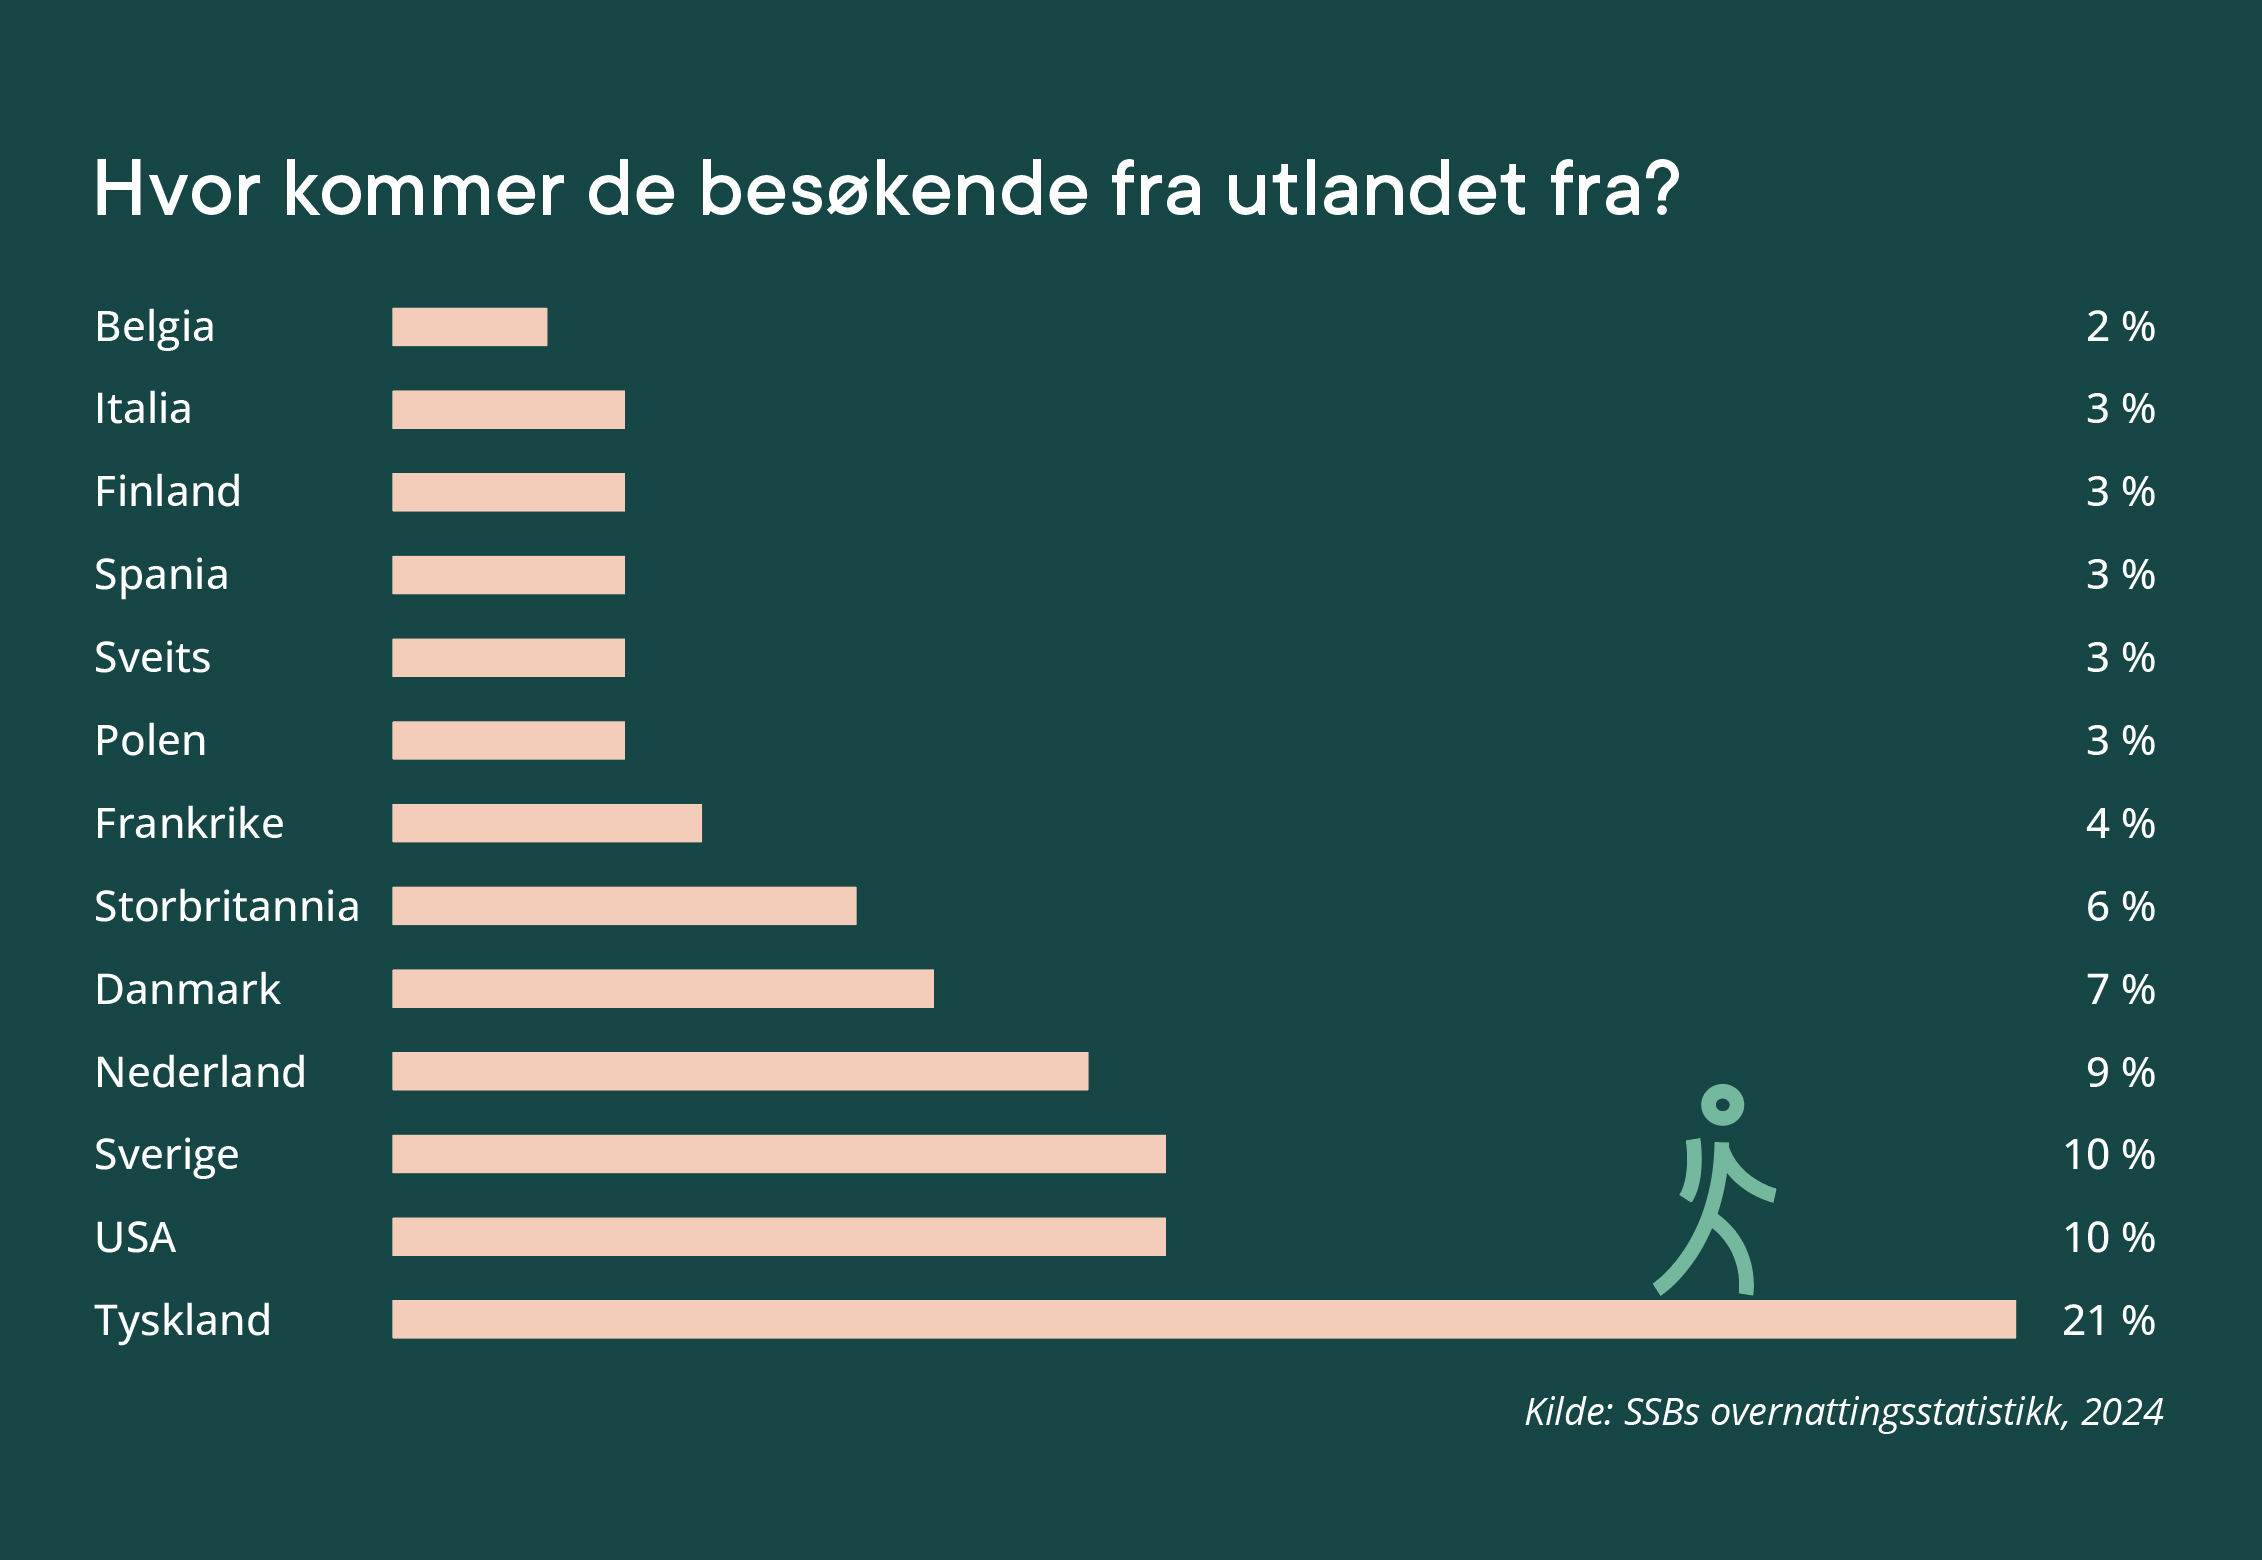 Hvor kommer de besøkende fra utlandet fra?
Belgia 2 %
Italia 3 %
Finland 3 %
Spania 3 %
Sveits 3 %
Polen 3 %
Frankrike 4 %
Storbritannia 6 %
Danmark 7 %
Nederland 9 %
Sverige 10 %
USA 10 %
Tyskland 21 %
Kilde: SSBs overnattingsstatistikk, 2024